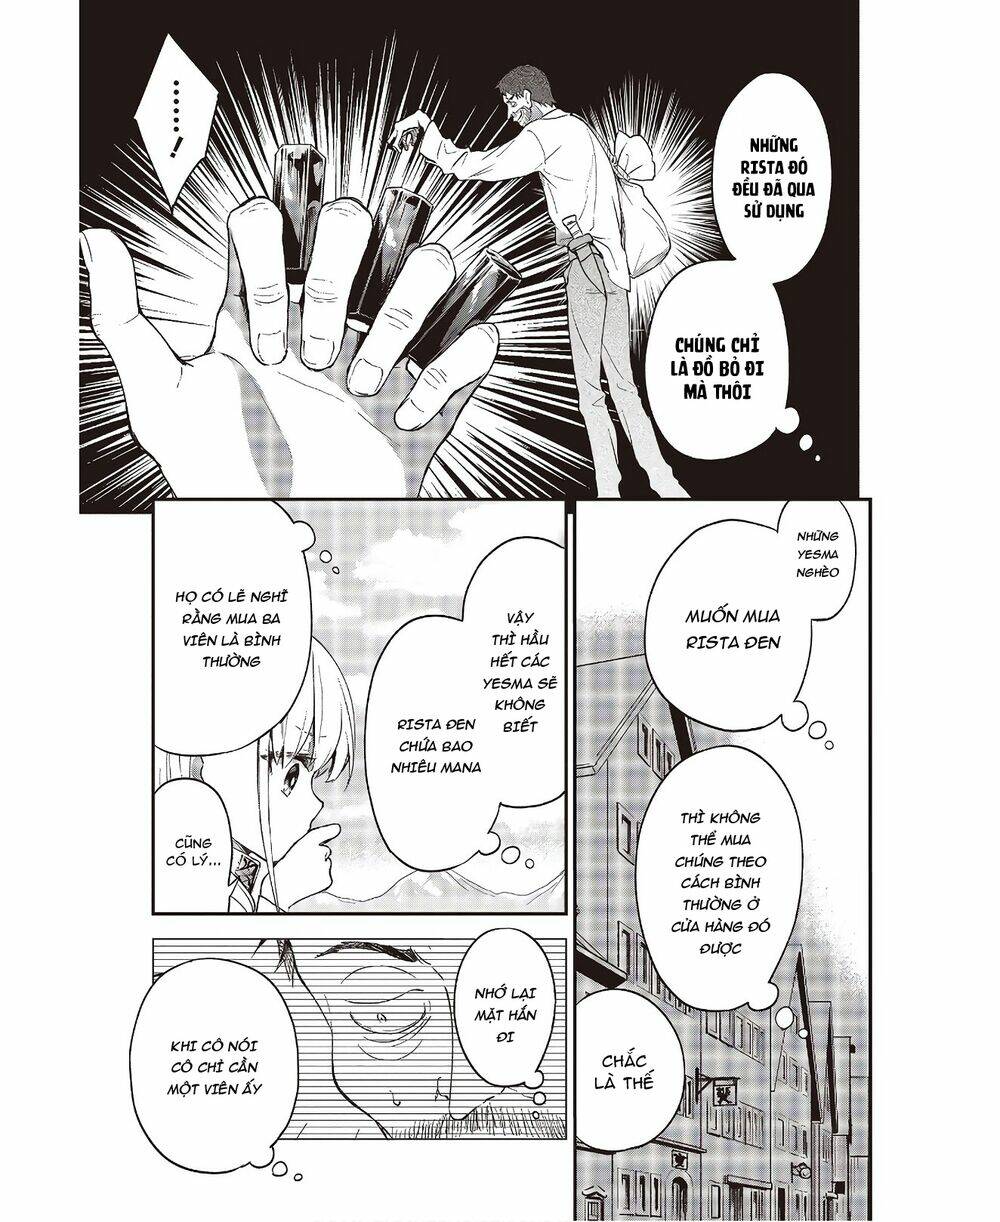 NHỮNG
RISTA ĐÓ
ĐỀU ĐÃ QUA
SỬ DỤNG
CHÚNG CHỈ
LÀ ĐỒ BỎ ĐI
MÀ THÔI
......!
NHỮNG
YESMA
NGHÈO
MUỐN MUA
RISTA ĐEN
THÌ KHÔNG
THỂ MUA
CHÚNG THEO
CÁCH BÌNH
THƯỜNG Ở
CỬA HÀNG ĐÓ
ĐƯỢC
CHẮC
LÀ THẾ
VẬY
THÌ HẦU
HẾT CÁC
YESMA SẼ
KHÔNG
BIẾT
RISTA ĐEN
CHỨA BAO
NHIÊU MANA
HỌ CÓ LẼ NGHĨ
RẰNG MUA BA
VIÊN LÀ BÌNH
THƯỜNG
CŨNG
CÓ LÝ...
NHỚ LẠI
MẶT HẮN
ĐI
KHI CÔ NÓI
CÔ CHỈ CẦN
MỘT VIÊN ẤY